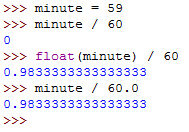 >>> minute = 59
>>> minute / 60
0
>>> float(minute) / 60
0.9833333333333333
>>> minute / 60.0
0.9833333333333333
>>>